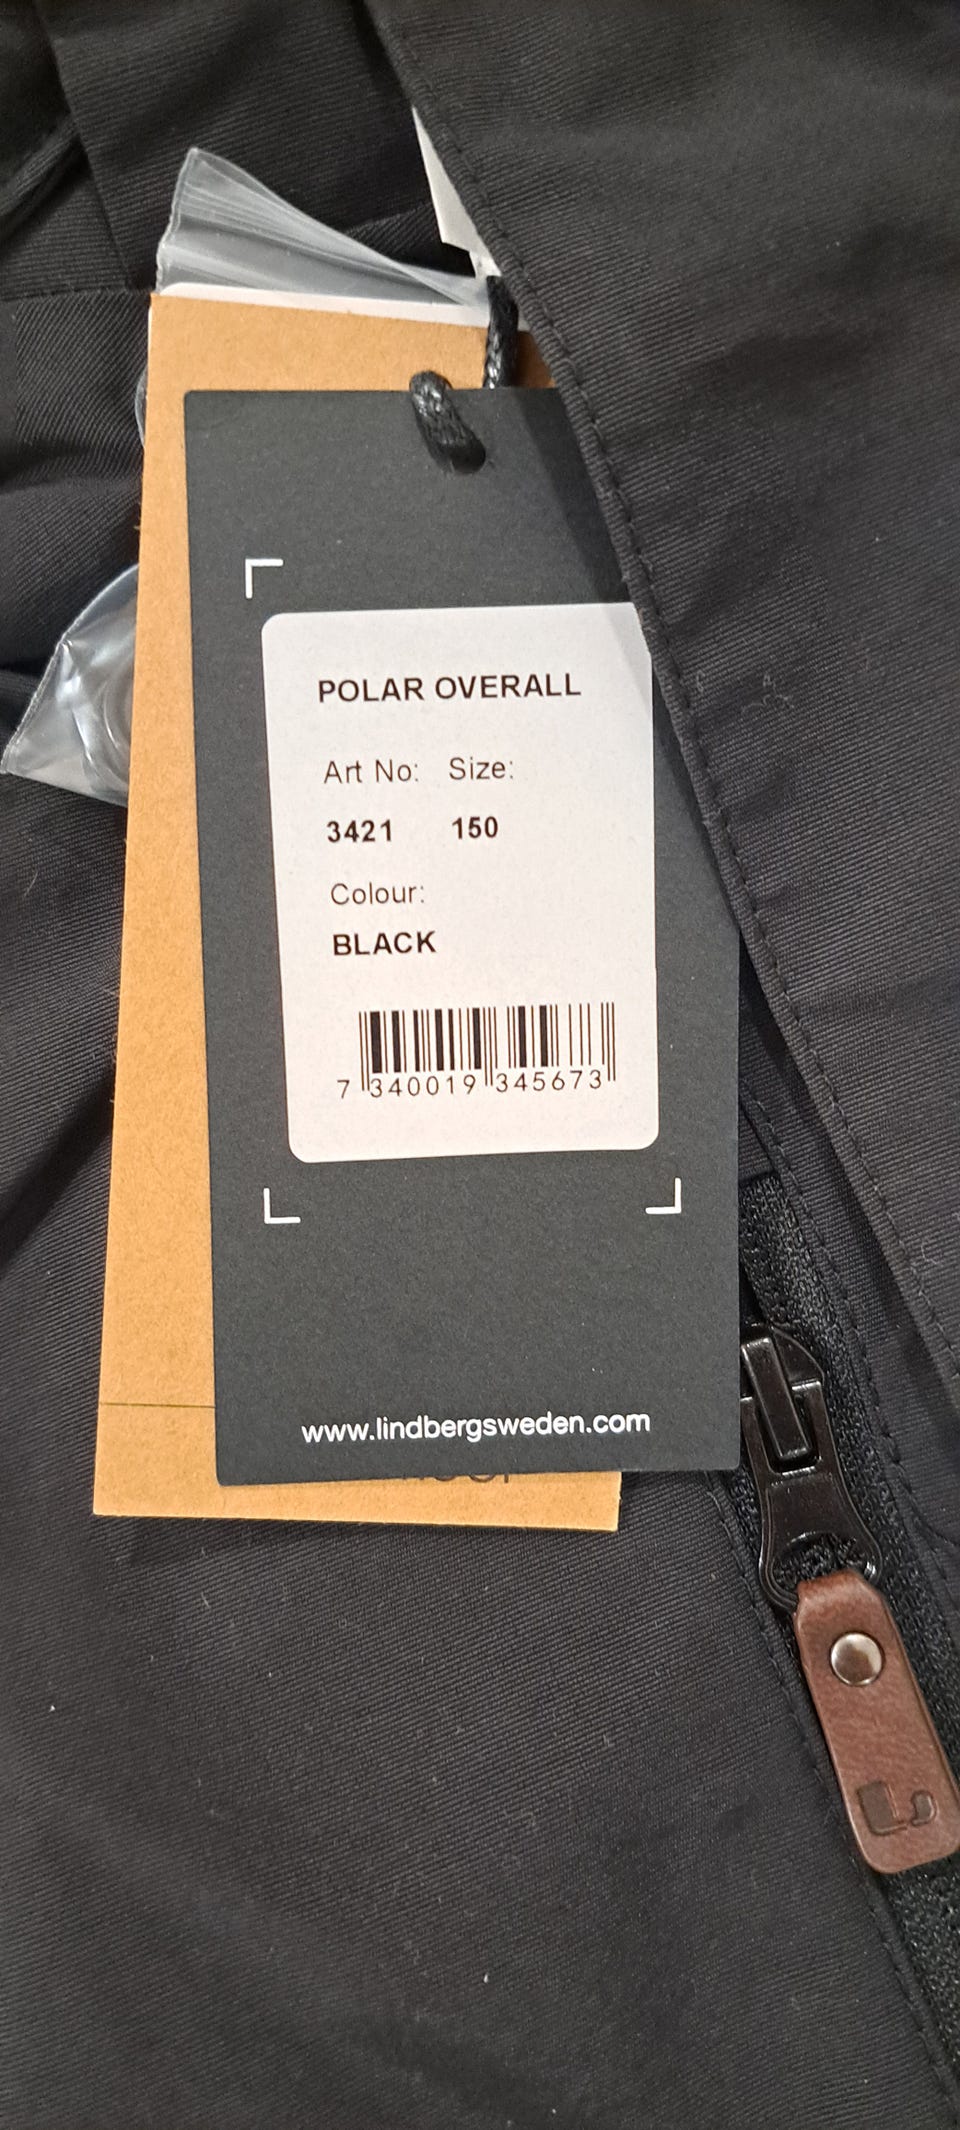 POLAR OVERALL
Art No: Size:
3421 150
Colour:
BLACK
7 340019 345673
www.lindbergsweden.com